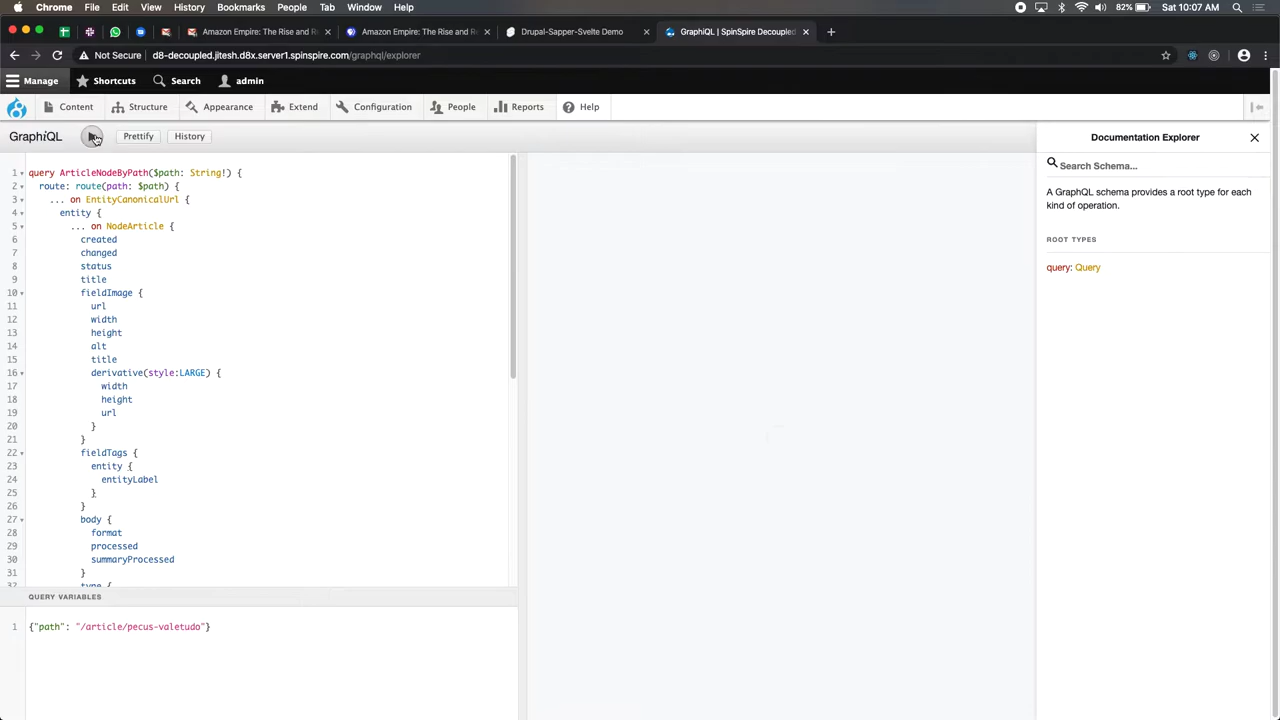 Chrome File Edit View History Bookmarks People Tab Window Help 82% Sat 10:07 AM
Amazon Empire: The Rise and R Amazon Empire: The Rise and R Drupal-Sapper-Svelte Demo GraphiQL | SpinSpire Decoupled
Not Secure d8-decoupled.jitesh.d8x.server1.spinspire.com/graphql/explorer
Manage Shortcuts Search admin
Content Structure Appearance Extend Configuration People Reports Help
GraphiQL Prettify History
1 query ArticleNodeByPath($path: String!) {
2 route: route(path: $path) {
3 ... on EntityCanonicalUrl {
4 entity {
5 ... on NodeArticle {
6 created
7 changed
8 status
9 title
10 fieldImage {
11 url
12 width
13 height
14 alt
15 title
16 derivative(style:LARGE) {
17 width
18 height
19 url
20 }
21 }
22 fieldTags {
23 entity {
24 entityLabel
25 }
26 }
27 body {
28 format
29 processed
30 summaryProcessed
31 }
32 type {
QUERY VARIABLES
1 {"path": "/article/pecus-valetudo"}
Documentation Explorer
Search Schema...
A GraphQL schema provides a root type for each
kind of operation.
ROOT TYPES
query: Query